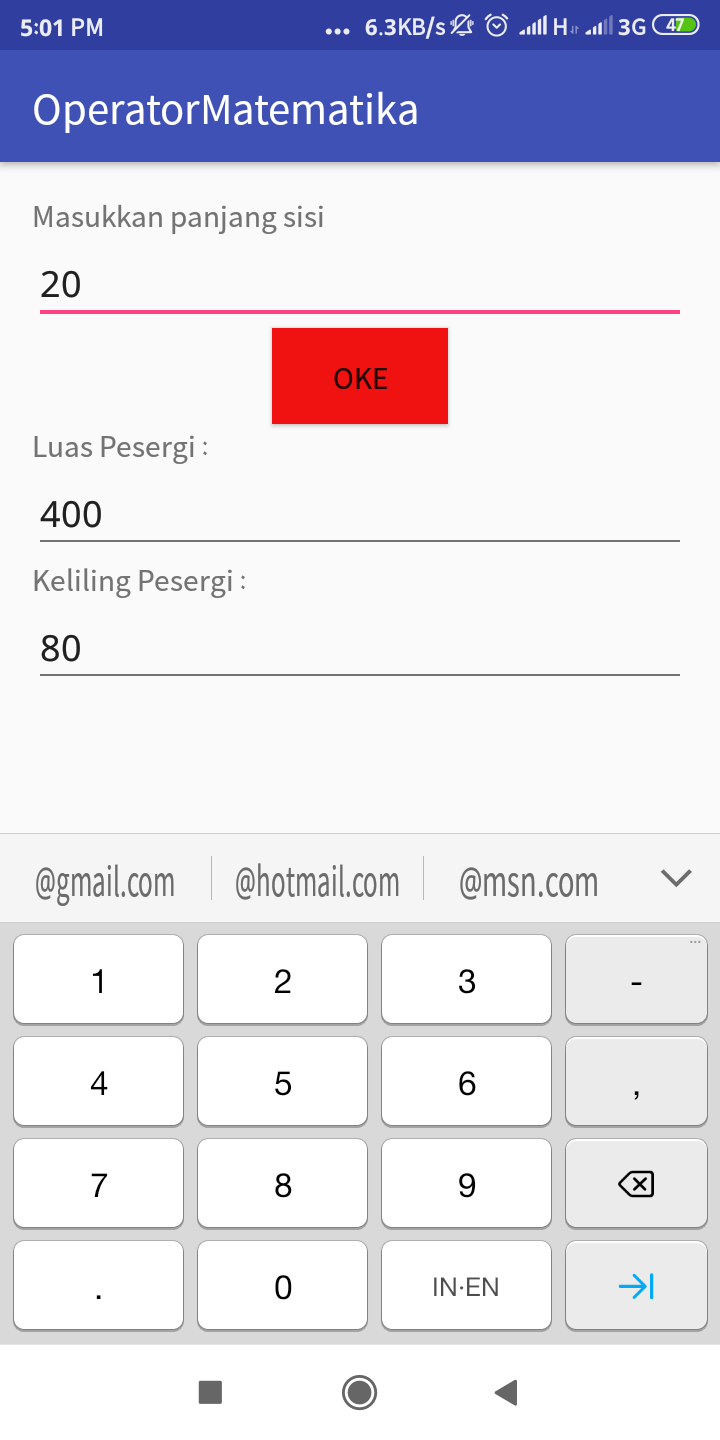 5:01 PM ... 6.3KB/s H 3G 47
OperatorMatematika
Masukkan panjang sisi
20
OKE
Luas Pesergi :
400
Keliling Pesergi :
80
@gmail.com @hotmail.com @msn.com
1 2 3 -
4 5 6 ,
7 8 9
. 0 IN·EN